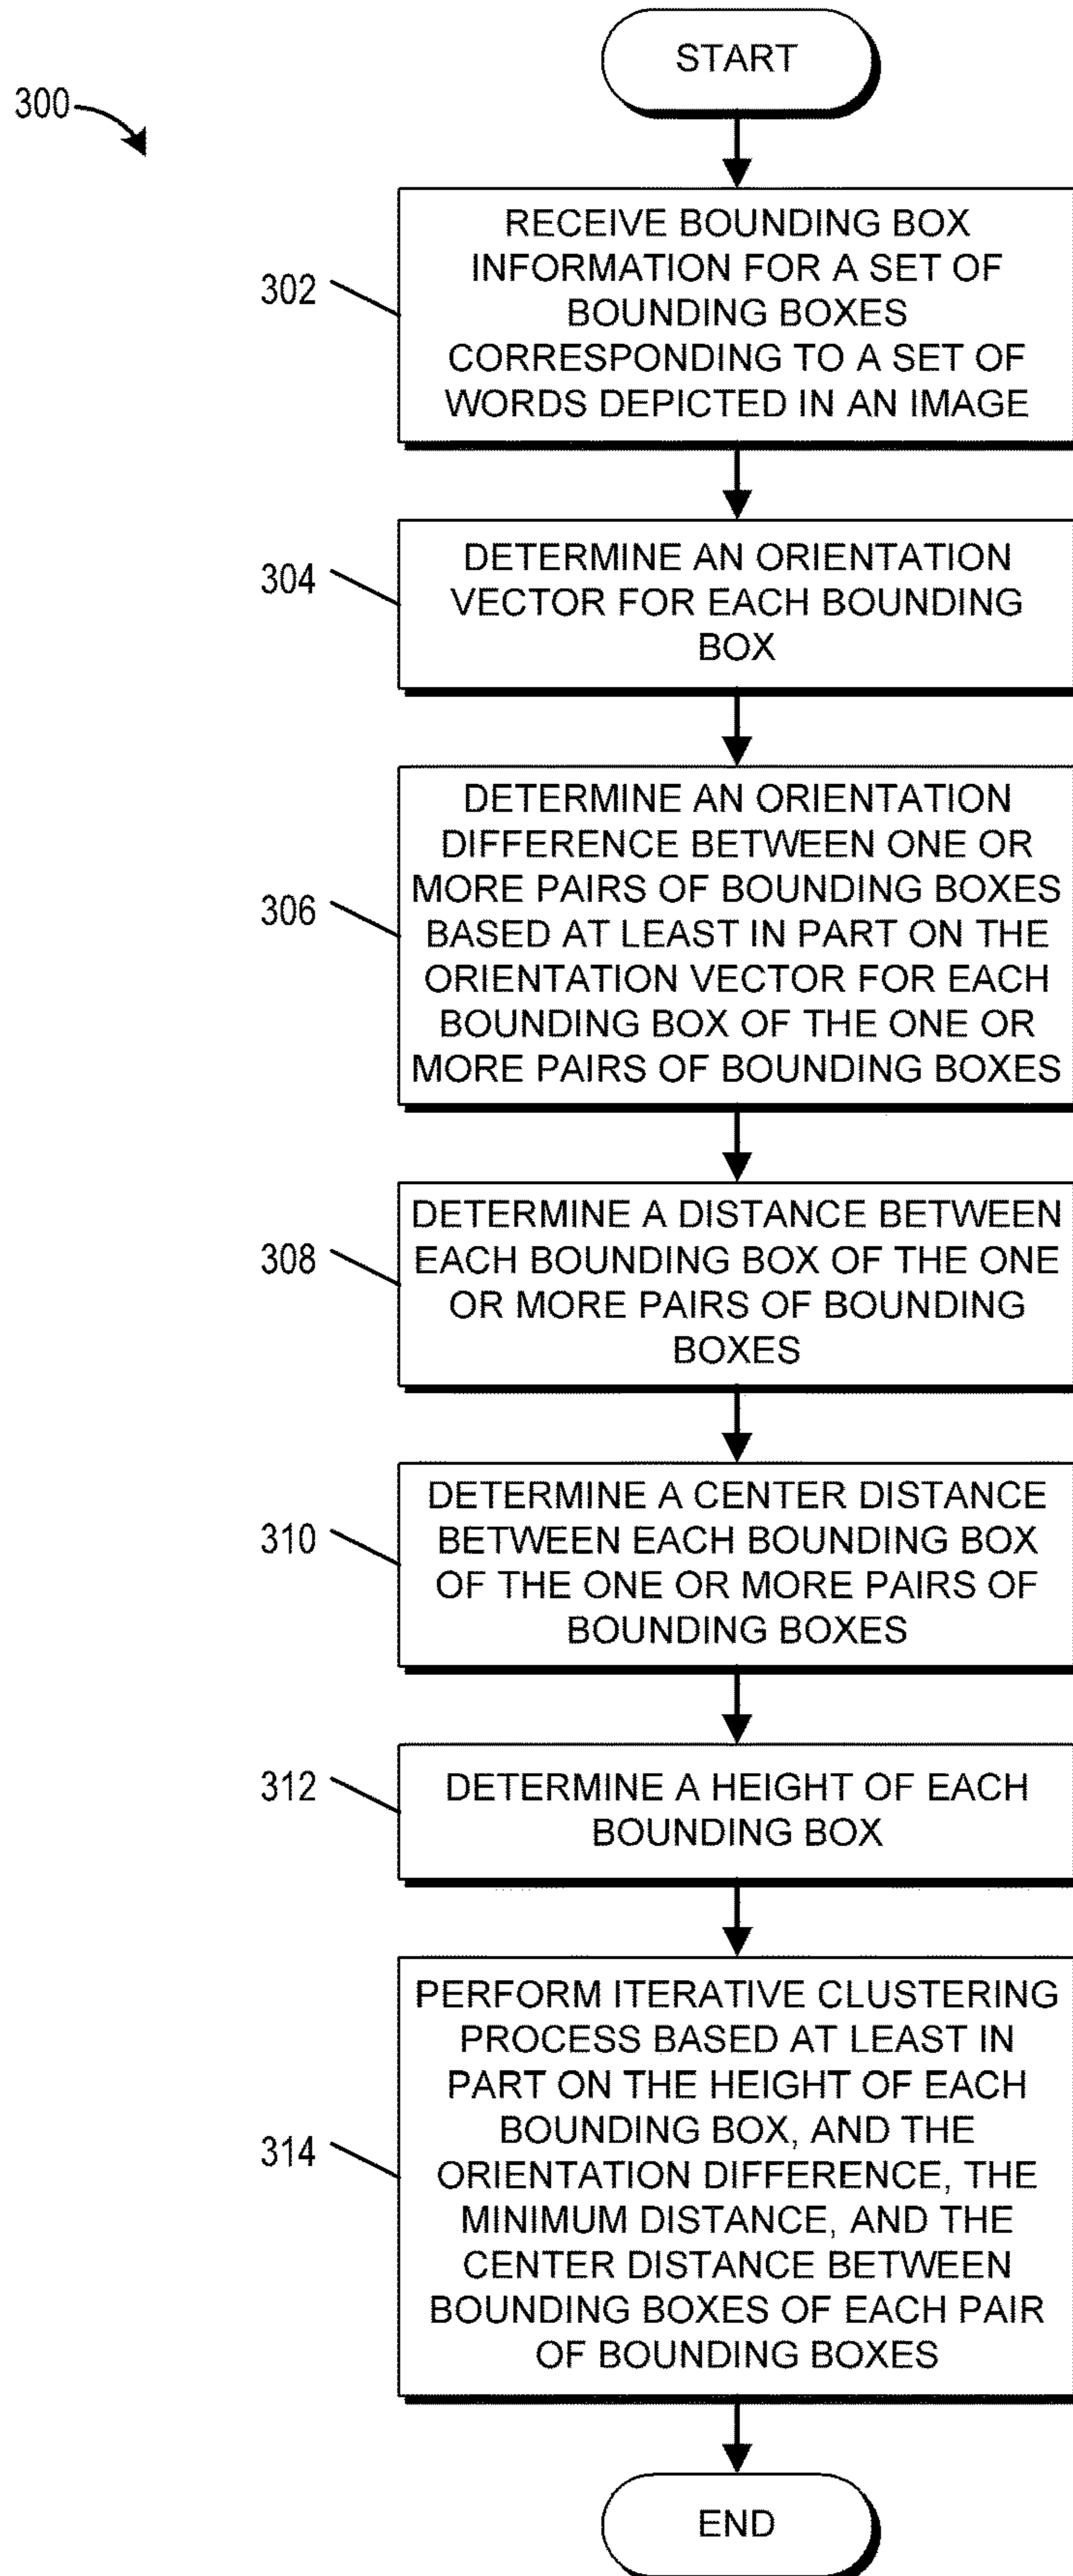 START
300
RECEIVE BOUNDING BOX
INFORMATION FOR A SET OF
BOUNDING BOXES
CORRESPONDING TO A SET OF
WORDS DEPICTED IN AN IMAGE
302
DETERMINE AN ORIENTATION
VECTOR FOR EACH BOUNDING
BOX
304
DETERMINE AN ORIENTATION
DIFFERENCE BETWEEN ONE OR
MORE PAIRS OF BOUNDING BOXES
BASED AT LEAST IN PART ON THE
ORIENTATION VECTOR FOR EACH
BOUNDING BOX OF THE ONE OR
MORE PAIRS OF BOUNDING BOXES
306
DETERMINE A DISTANCE BETWEEN
EACH BOUNDING BOX OF THE ONE
OR MORE PAIRS OF BOUNDING
BOXES
308
DETERMINE A CENTER DISTANCE
BETWEEN EACH BOUNDING BOX
OF THE ONE OR MORE PAIRS OF
BOUNDING BOXES
310
DETERMINE A HEIGHT OF EACH
BOUNDING BOX
312
PERFORM ITERATIVE CLUSTERING
PROCESS BASED AT LEAST IN
PART ON THE HEIGHT OF EACH
BOUNDING BOX, AND THE
ORIENTATION DIFFERENCE, THE
MINIMUM DISTANCE, AND THE
CENTER DISTANCE BETWEEN
BOUNDING BOXES OF EACH PAIR
OF BOUNDING BOXES
314
END